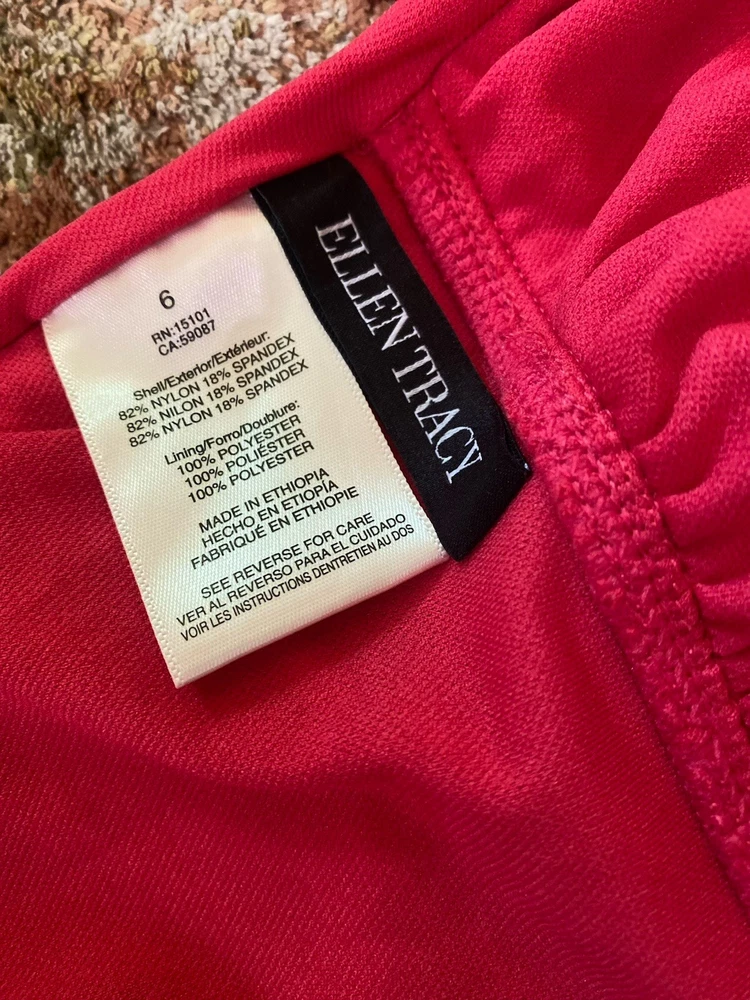 6
RN:15101
CA:59087
Shell/Exterior/Extérieur:
82% NYLON 18% SPANDEX
82% NILON 18% SPANDEX
82% NYLON 18% SPANDEX
Lining/Forro/Doublure:
100% POLYESTER
100% POLIÉSTER
100% POLYESTER
MADE IN ETHIOPIA
HECHO EN ETIOPÍA
FABRIQUÉ EN ETHIOPIE
SEE REVERSE FOR CARE
VER AL REVERSO PARA EL CUIDADO
VOIR LES INSTRUCTIONS DENTRETIEN AU DOS
ELLEN TRACY